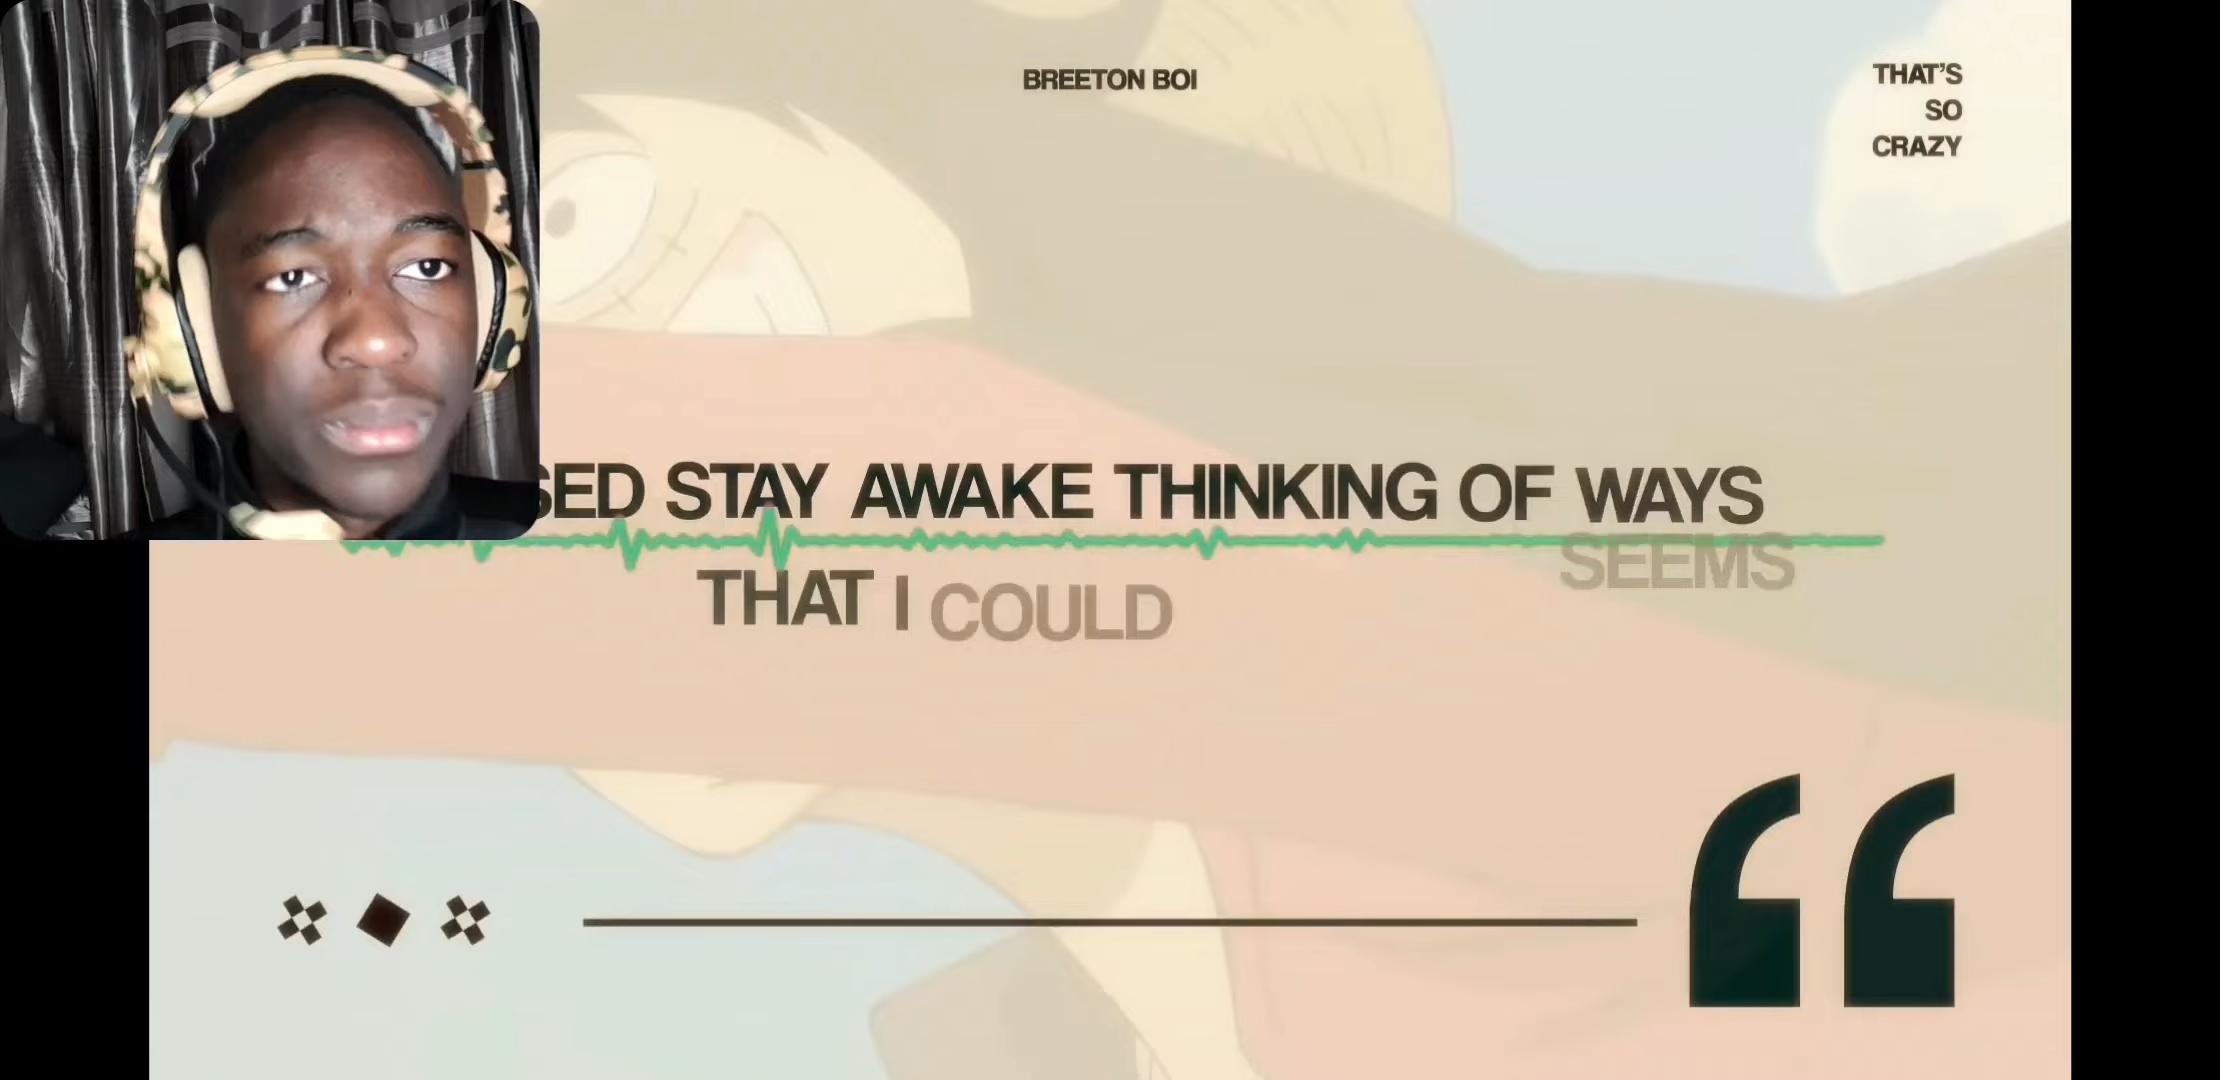 BREETON BOI
THAT'S
SO
CRAZY
SED STAY AWAKE THINKING OF WAYS
SEEMS
THAT I COULD